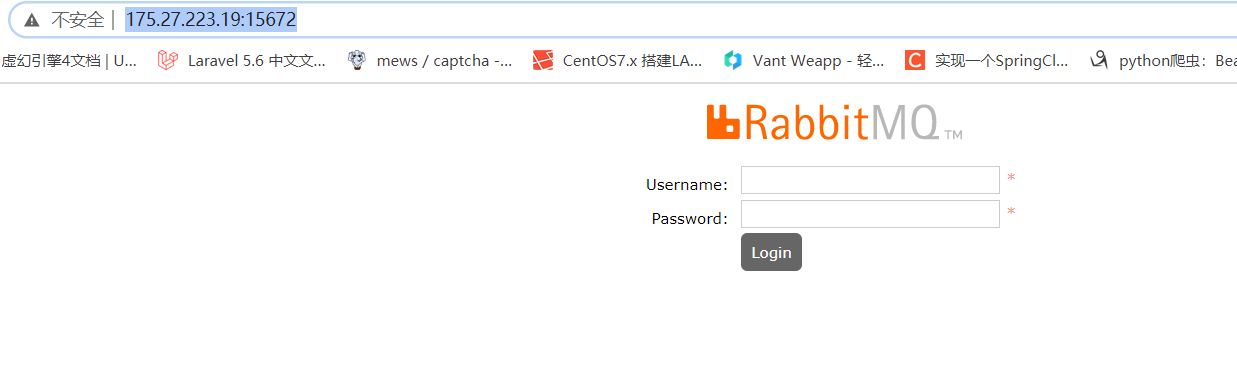 不安全 | 175.27.223.19:15672
虚幻引擎4文档 | U... Laravel 5.6 中文文... mews / captcha -... CentOS7.x 搭建LA... Vant Weapp - 轻... 实现一个SpringCl... python爬虫：Bea
RabbitMQ TM
Username: *
Password: *
Login